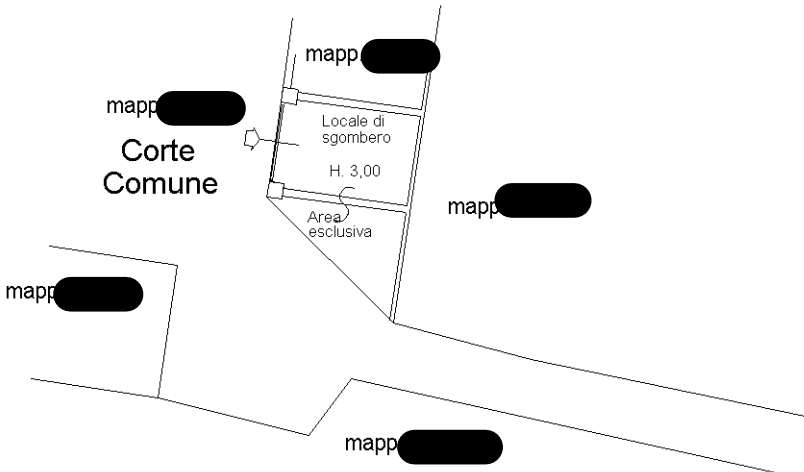 mapp.
mapp
Corte
Comune
Locale di
sgombero
H. 3,00
mapp
Area
esclusiva
mapp
mapp